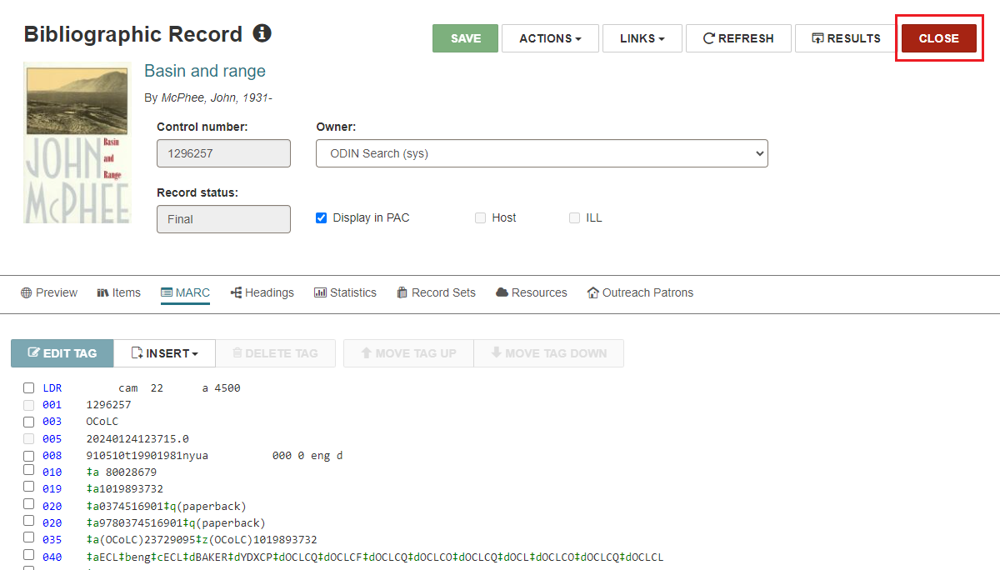 Bibliographic Record
SAVE ACTIONS LINKS REFRESH RESULTS CLOSE
Basin and range
By McPhee, John, 1931-
JOHN McPHEE
Basin
and
Range
Control number: Owner:
1296257 ODIN Search (sys)
Record status:
Final Display in PAC Host ILL
Preview Items MARC Headings Statistics Record Sets Resources Outreach Patrons
EDIT TAG INSERT DELETE TAG MOVE TAG UP MOVE TAG DOWN
LDR cam 22 a 4500
001 1296257
003 OCoLC
005 20240124123715.0
008 910510t19901981nyua 000 0 eng d
010 ‡a 80028679
019 ‡a1019893732
020 ‡a0374516901‡q(paperback)
020 ‡a9780374516901‡q(paperback)
035 ‡a(OCoLC)23729095‡z(OCoLC)1019893732
040 ‡aECL‡beng‡cECL‡dBAKER‡dYDXCP‡dOCLCQ‡dOCLCF‡dOCLCQ‡dOCLCO‡dOCLCQ‡dOCL‡dOCLCO‡dOCLCQ‡dOCLCL